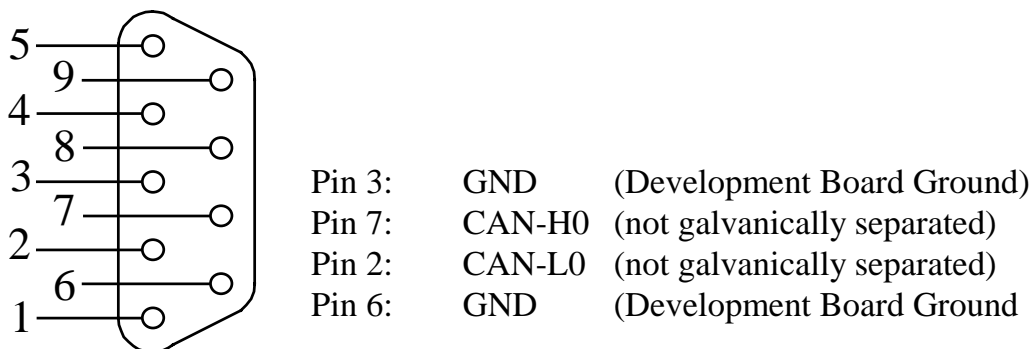 5
9
4
8
3
7
2
6
1
Pin 3: GND (Development Board Ground)
Pin 7: CAN-H0 (not galvanically separated)
Pin 2: CAN-L0 (not galvanically separated)
Pin 6: GND (Development Board Ground